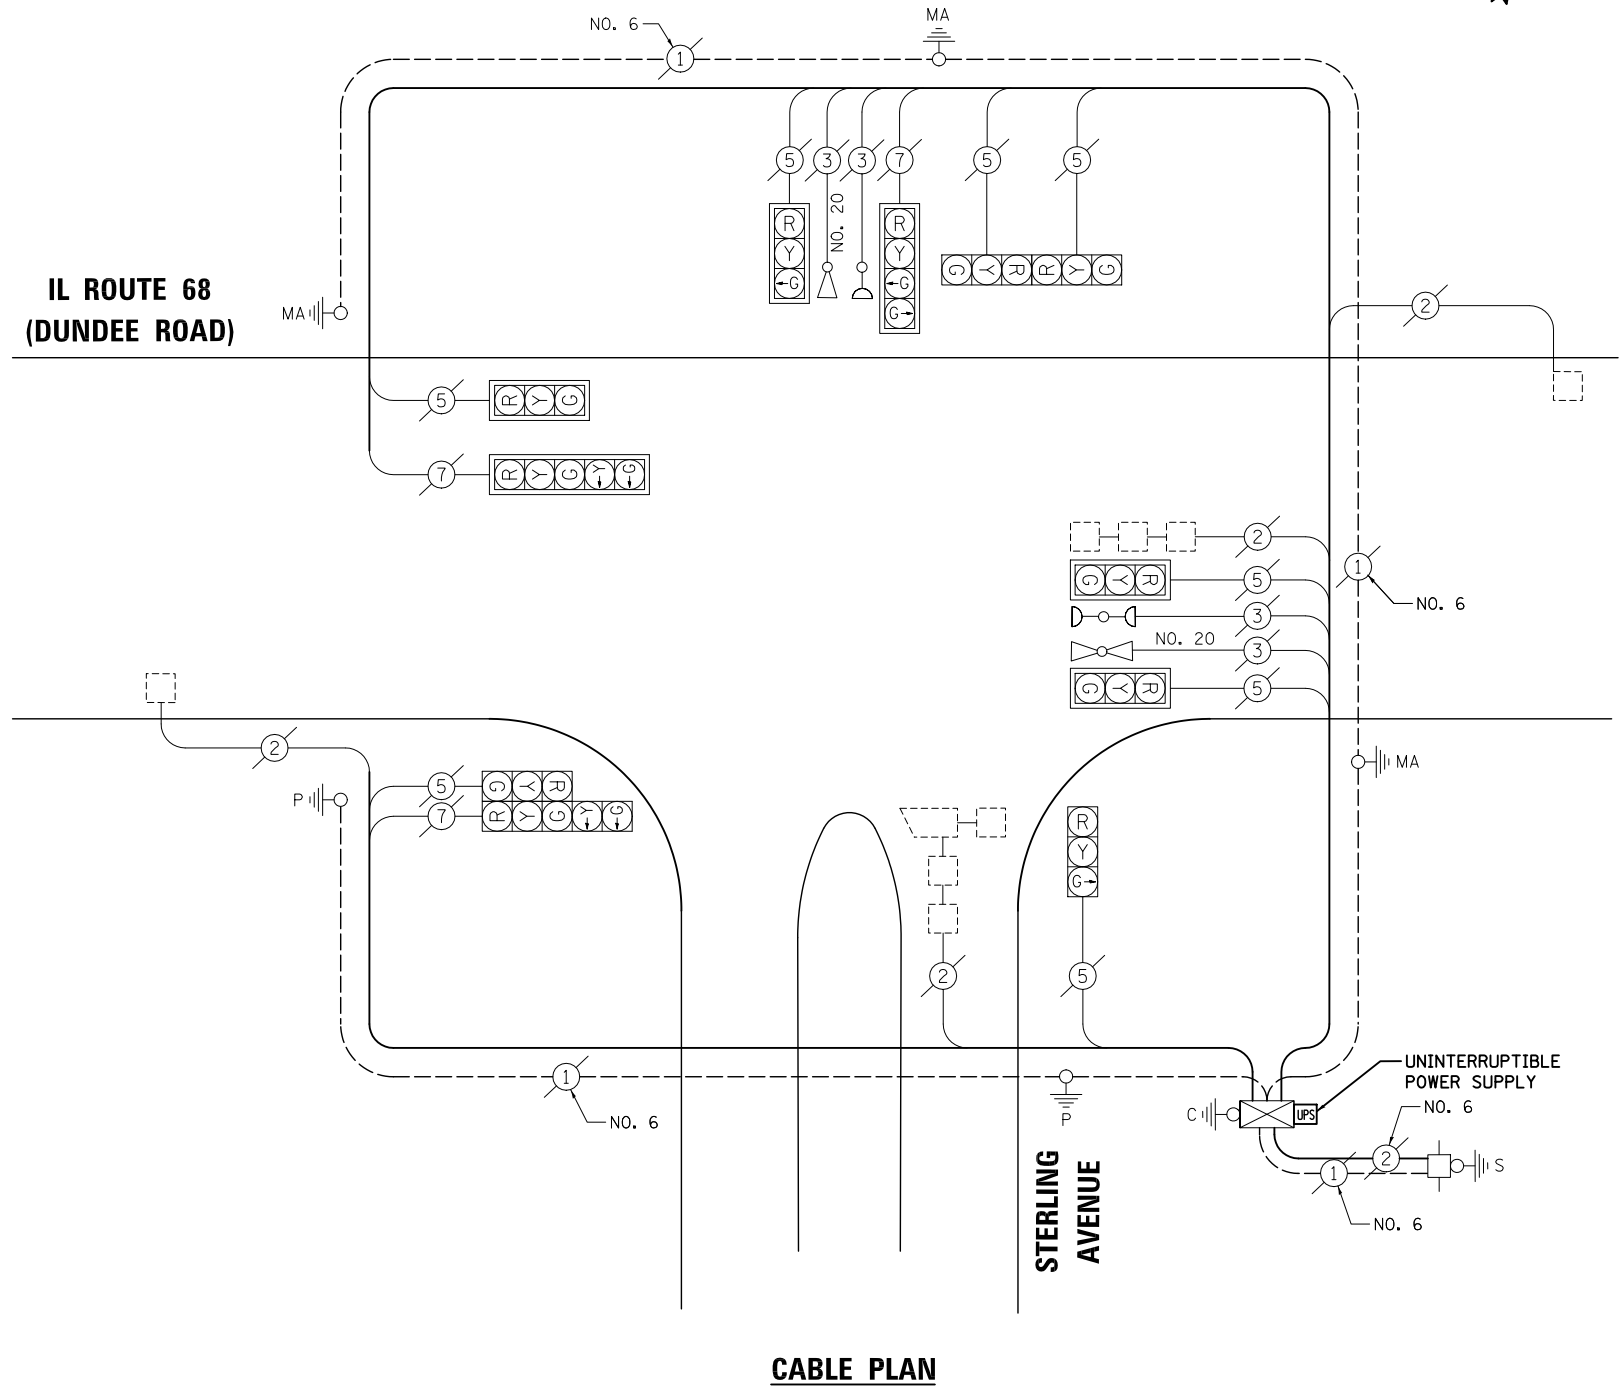 MA
NO. 6
1
5
3
3
7
5
5
NO. 20
R
Y
G
R
Y
G
G
G Y R R Y G
IL ROUTE 68
(DUNDEE ROAD)
MA
2
5
R Y G
7
R Y G Y G
2
G Y R
5
1
NO. 6
3
NO. 20
3
G Y R
5
2
MA
5
G Y R
P
7
R Y G Y G
R
Y
G
2
5
UNINTERRUPTIBLE
POWER SUPPLY
1
NO. 6
P
C
UPS
NO. 6
2
1
S
NO. 6
STERLING
AVENUE
CABLE PLAN